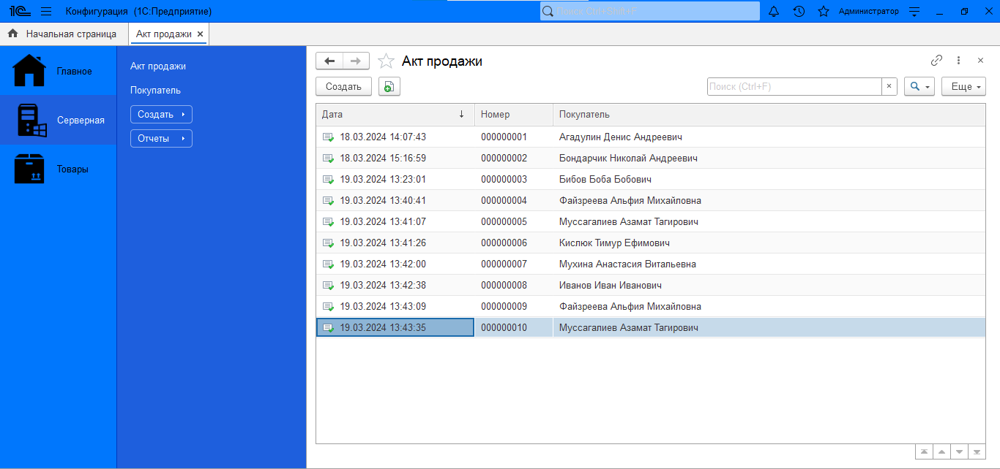 1С Конфигурация (1С:Предприятие) Поиск Ctrl+Shift+F Администратор
Начальная страница Акт продажи ×
Главное
Серверная
Товары
Акт продажи
Покупатель
Создать
Отчеты
Акт продажи
Создать Поиск (Ctrl+F) × Еще
Дата ↓ Номер Покупатель
18.03.2024 14:07:43 000000001 Агадулин Денис Андреевич
18.03.2024 15:16:59 000000002 Бондарчик Николай Андреевич
19.03.2024 13:23:01 000000003 Бибов Боба Бобович
19.03.2024 13:40:41 000000004 Файзреева Альфия Михайловна
19.03.2024 13:41:07 000000005 Муссагалиев Азамат Тагирович
19.03.2024 13:41:26 000000006 Кислюк Тимур Ефимович
19.03.2024 13:42:00 000000007 Мухина Анастасия Витальевна
19.03.2024 13:42:38 000000008 Иванов Иван Иванович
19.03.2024 13:43:09 000000009 Файзреева Альфия Михайловна
19.03.2024 13:43:35 000000010 Муссагалиев Азамат Тагирович